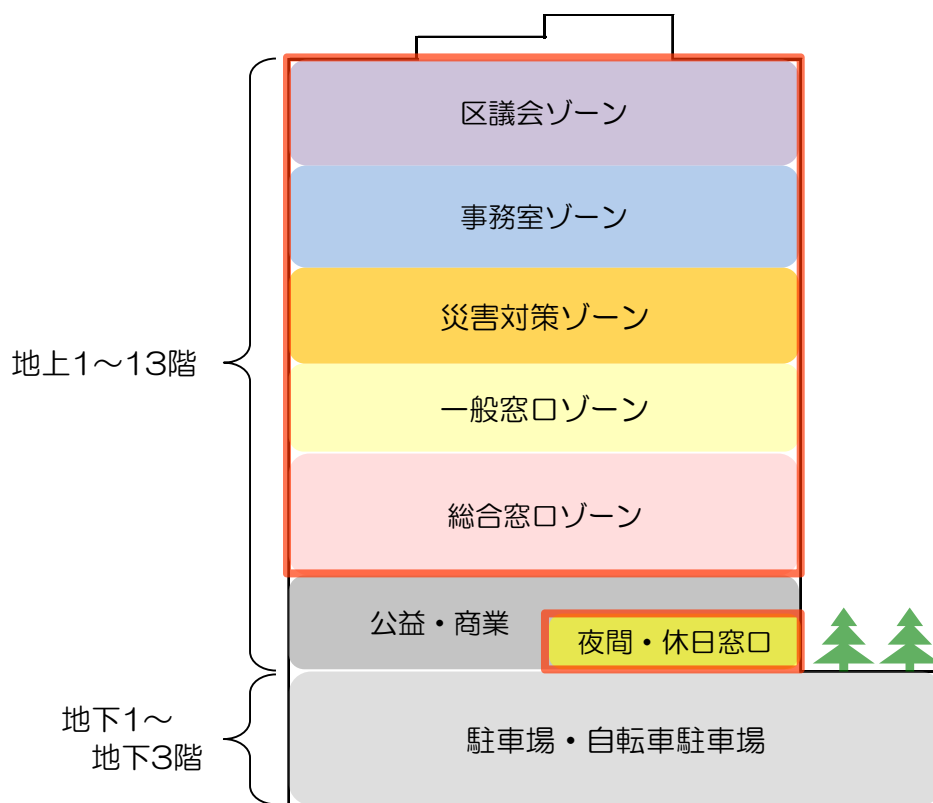 区議会ゾーン
事務室ゾーン
災害対策ゾーン
地上1～13階
一般窓口ゾーン
総合窓口ゾーン
公益・商業
夜間・休日窓口
地下1～
地下3階
駐車場・自転車駐車場